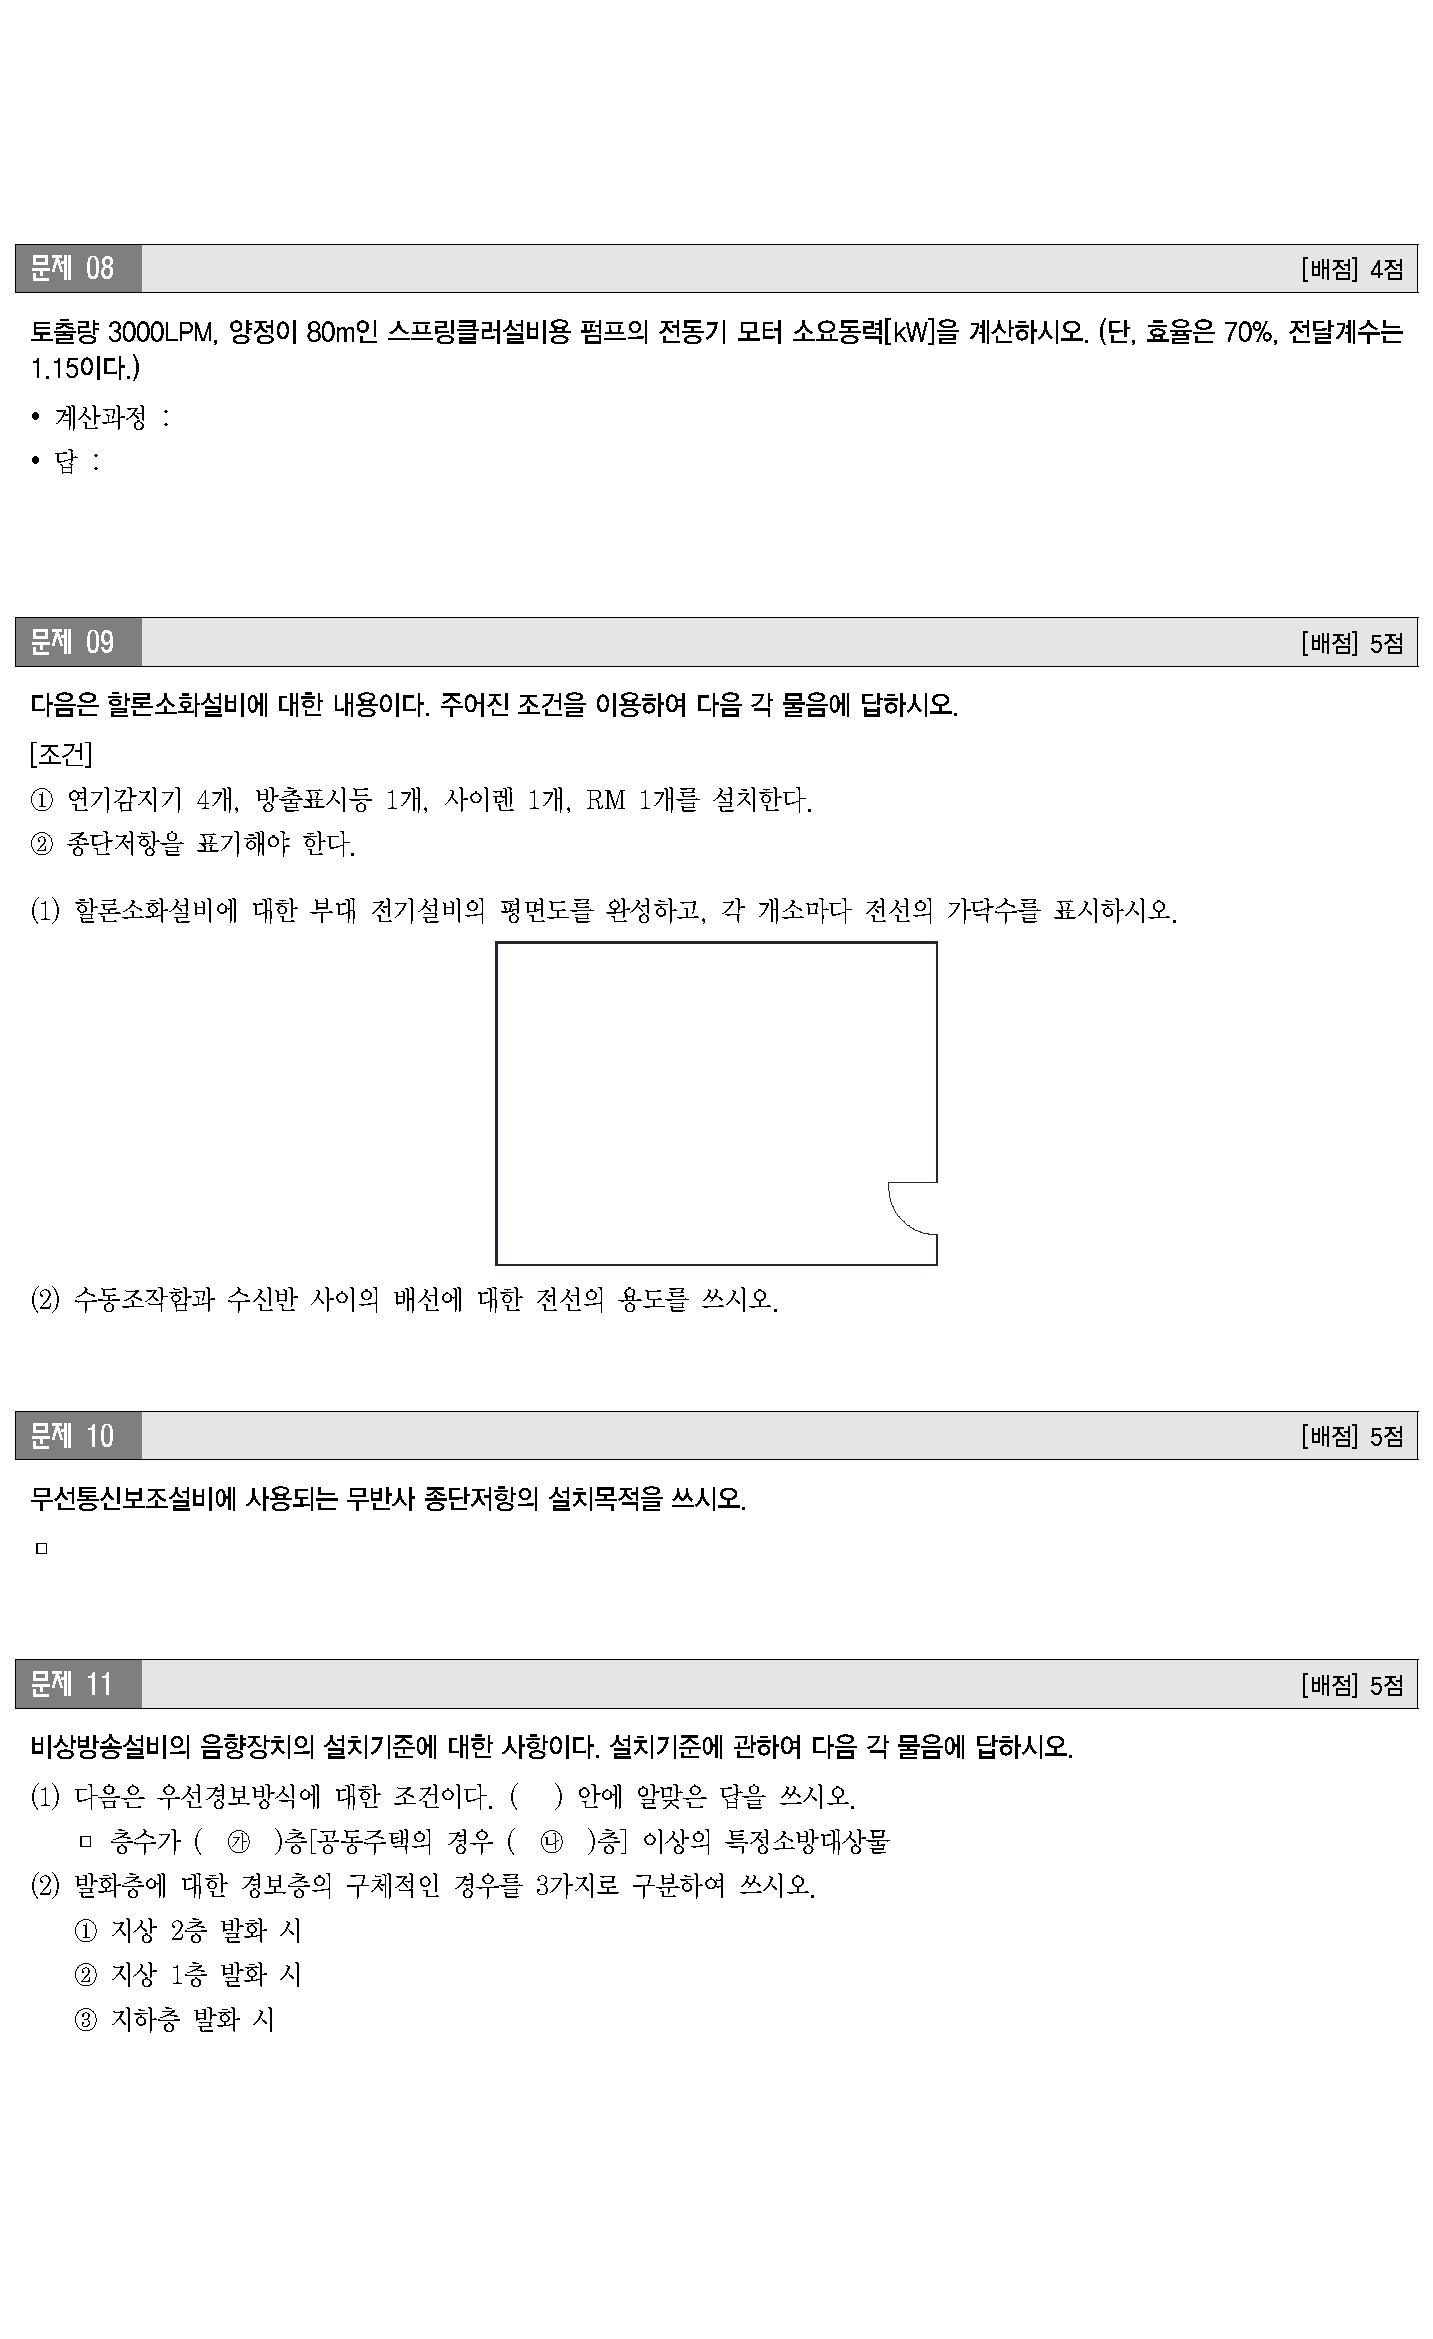 문제 08 [배점] 4점
토출량 3000LPM, 양정이 80m인 스프링클러설비용 펌프의 전동기 모터 소요동력[kW]을 계산하시오. (단, 효율은 70%, 전달계수는
1.15이다.)
• 계산과정 :
• 답 :
문제 09 [배점] 5점
다음은 할론소화설비에 대한 내용이다. 주어진 조건을 이용하여 다음 각 물음에 답하시오.
[조건]
① 연기감지기 4개, 방출표시등 1개, 사이렌 1개, RM 1개를 설치한다.
② 종단저항을 표기해야 한다.
(1) 할론소화설비에 대한 부대 전기설비의 평면도를 완성하고, 각 개소마다 전선의 가닥수를 표시하시오.
(2) 수동조작함과 수신반 사이의 배선에 대한 전선의 용도를 쓰시오.
문제 10 [배점] 5점
무선통신보조설비에 사용되는 무반사 종단저항의 설치목적을 쓰시오.
▫
문제 11 [배점] 5점
비상방송설비의 음향장치의 설치기준에 대한 사항이다. 설치기준에 관하여 다음 각 물음에 답하시오.
(1) 다음은 우선경보방식에 대한 조건이다. ( ) 안에 알맞은 답을 쓰시오.
▫ 층수가 ( ㉮ )층[공동주택의 경우 ( ㉯ )층] 이상의 특정소방대상물
(2) 발화층에 대한 경보층의 구체적인 경우를 3가지로 구분하여 쓰시오.
① 지상 2층 발화 시
② 지상 1층 발화 시
③ 지하층 발화 시